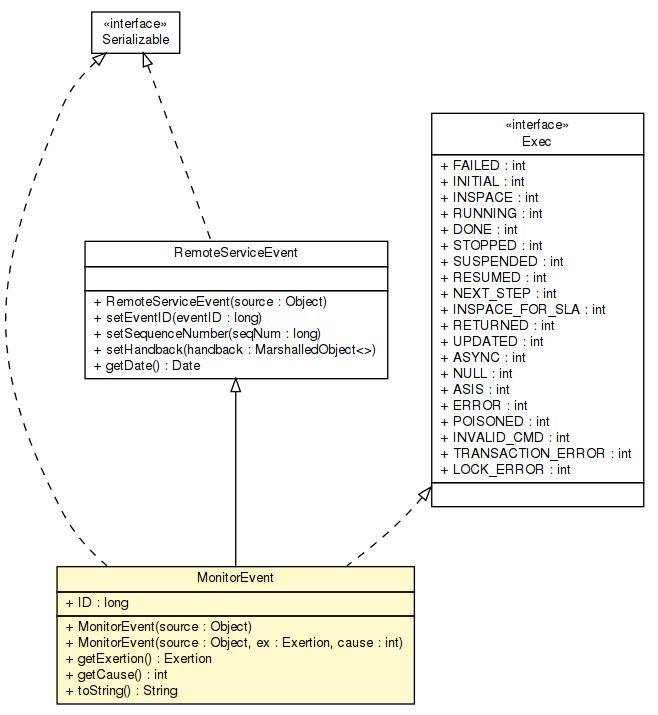 «interface»
Serializable
«interface»
Exec
+ FAILED : int
+ INITIAL : int
+ INSPACE : int
+ RUNNING : int
+ DONE : int
+ STOPPED : int
+ SUSPENDED : int
+ RESUMED : int
+ NEXT_STEP : int
+ INSPACE_FOR_SLA : int
+ RETURNED : int
+ UPDATED : int
+ ASYNC : int
+ NULL : int
+ ASIS : int
+ ERROR : int
+ POISONED : int
+ INVALID_CMD : int
+ TRANSACTION_ERROR : int
+ LOCK_ERROR : int
RemoteServiceEvent
+ RemoteServiceEvent(source : Object)
+ setEventID(eventID : long)
+ setSequenceNumber(seqNum : long)
+ setHandback(handback : MarshalledObject<>)
+ getDate() : Date
MonitorEvent
+ ID : long
+ MonitorEvent(source : Object)
+ MonitorEvent(source : Object, ex : Exertion, cause : int)
+ getExertion() : Exertion
+ getCause() : int
+ toString() : String